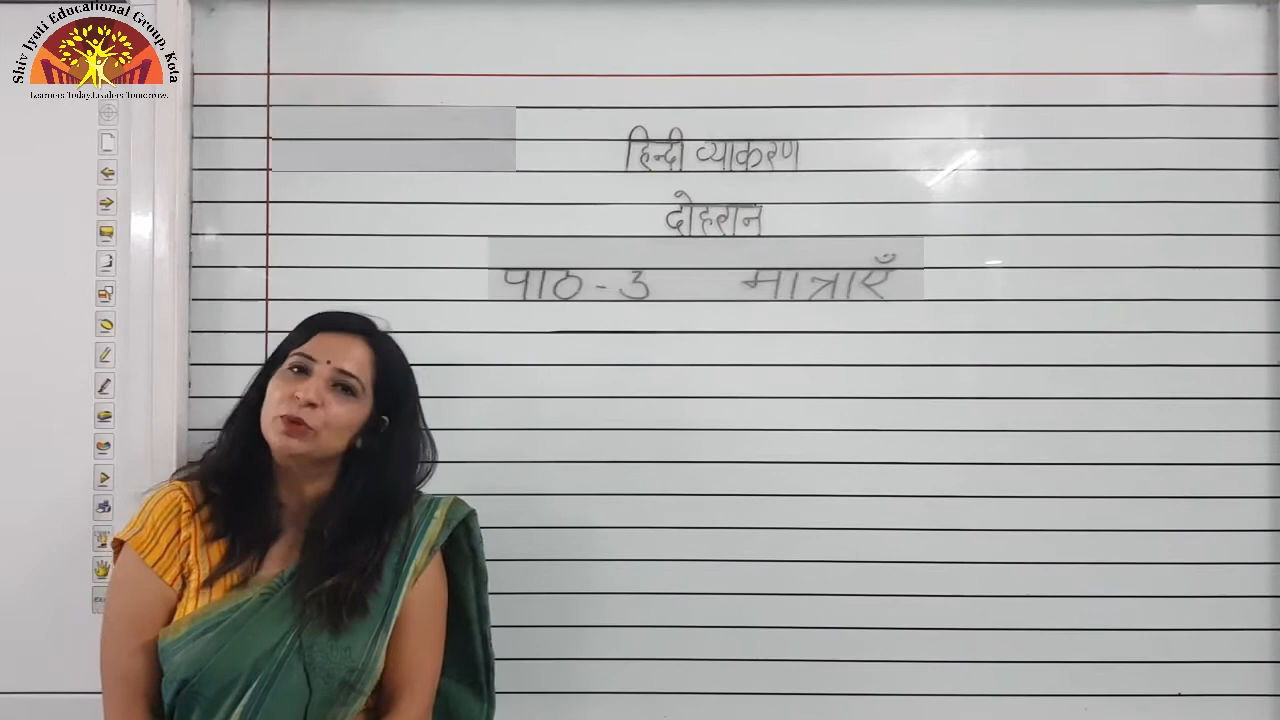 Shiv Jyoti Educational Group, Kota
Learners Today.Leaders Tomorrow.
हिन्दी व्याकरण
दोहरान
पाठ - 3 मात्राएँ